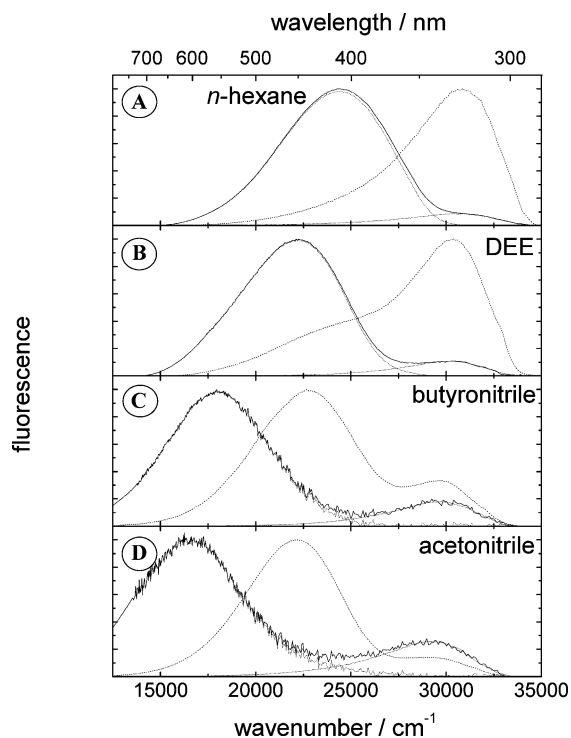 wavelength / nm
700 600 500 400 300
A n-hexane
B DEE
C butyronitrile
D acetonitrile
fluorescence
15000 20000 25000 30000 35000
wavenumber / cm⁻¹